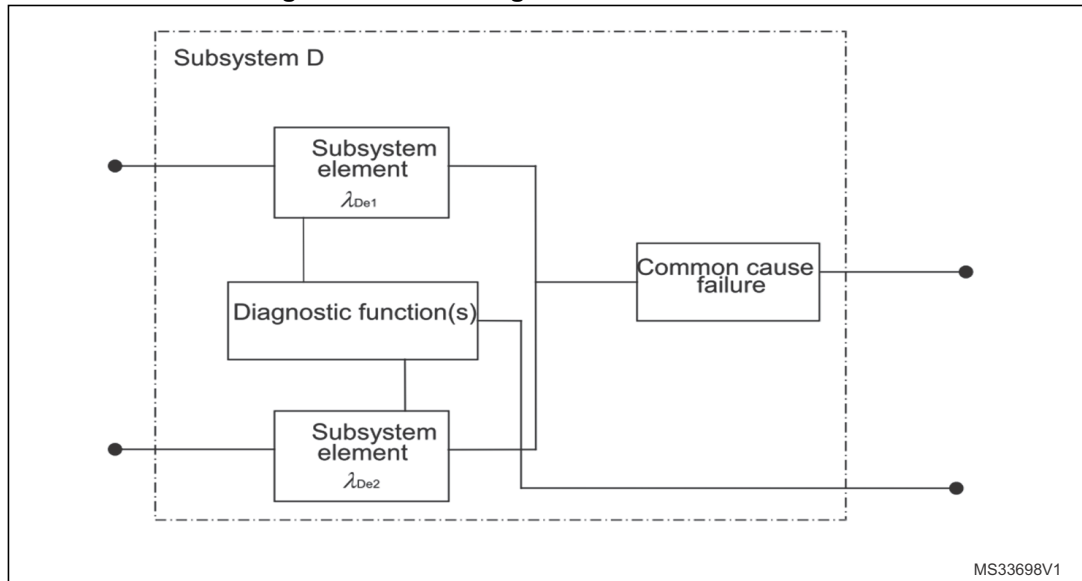 Subsystem D
Subsystem
element
λDe1
Diagnostic function(s)
Common cause
failure
Subsystem
element
λDe2
MS33698V1